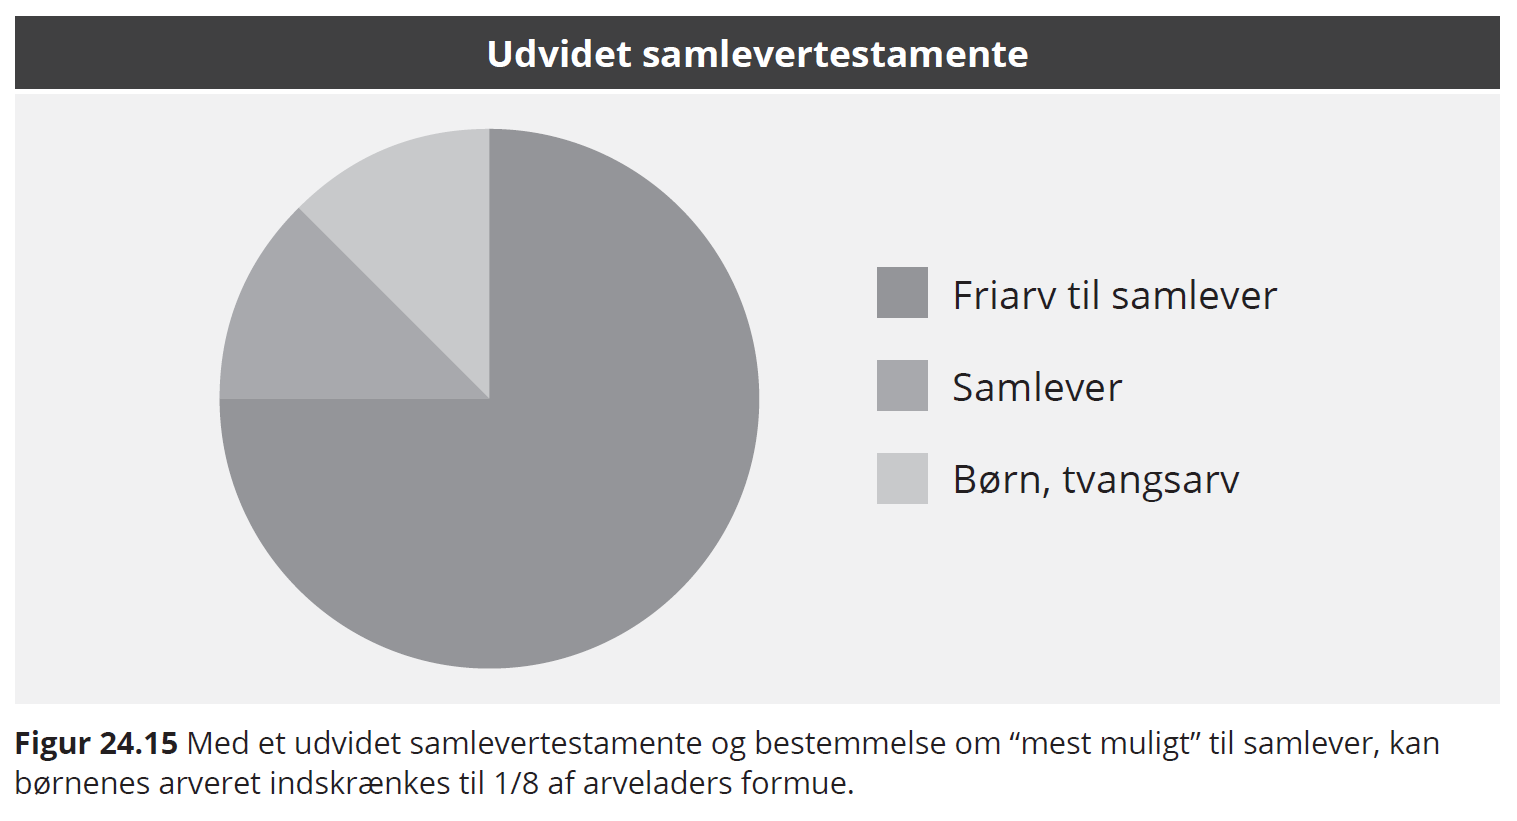 Udvidet samlevertestamente
Friarv til samlever
Samlever
Børn, tvangsarv
Figur 24.15 Med et udvidet samlevertestamente og bestemmelse om “mest muligt” til samlever, kan
børnenes arveret indskrænkes til 1/8 af arveladers formue.